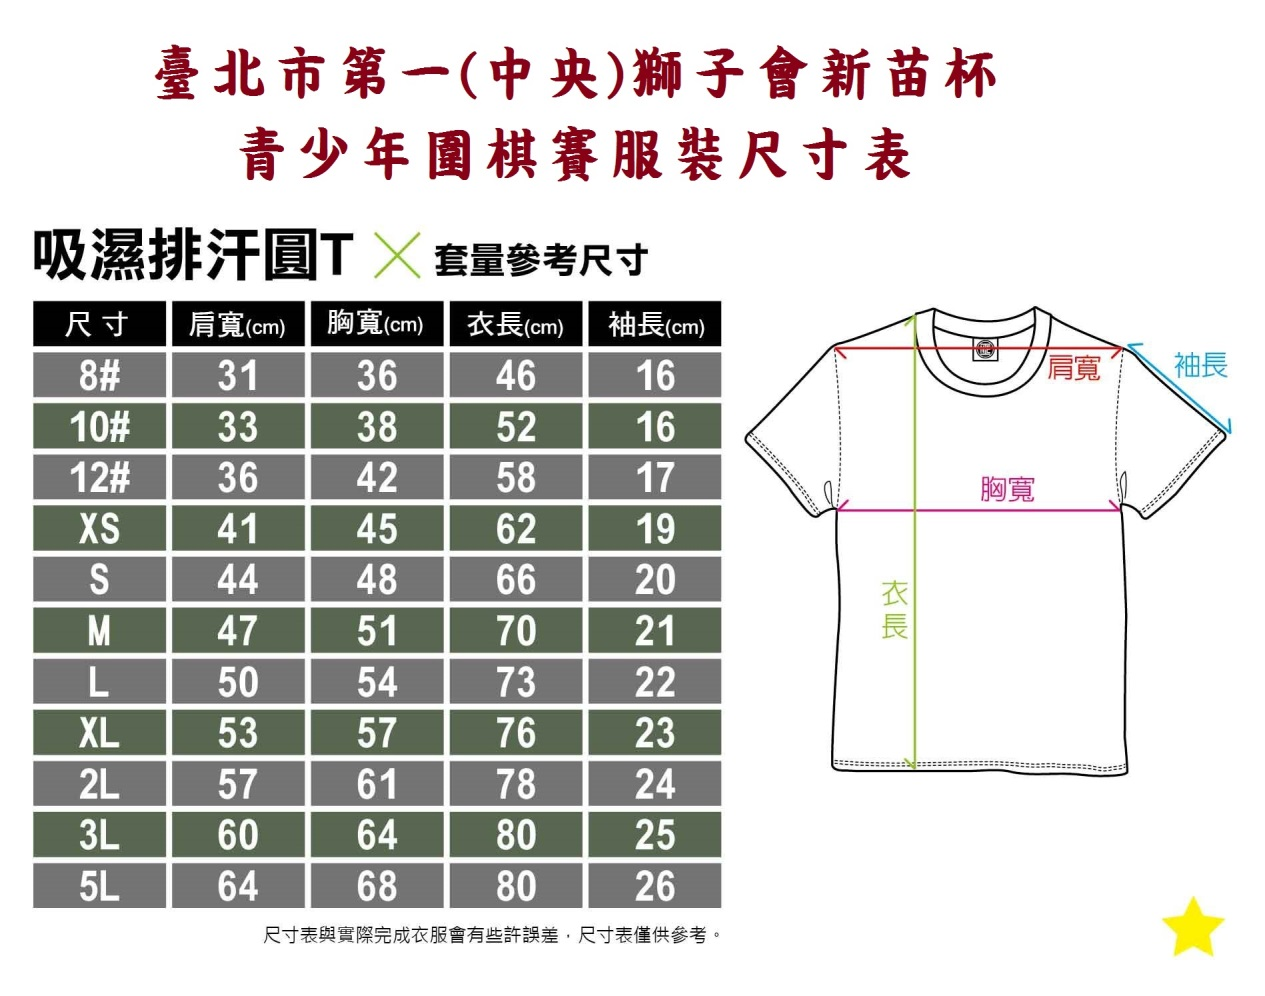 臺北市第一(中央)獅子會新苗杯
青少年圍棋賽服裝尺寸表
吸濕排汗圓T 套量參考尺寸
尺寸 肩寬(cm) 胸寬(cm) 衣長(cm) 袖長(cm)
8# 31 36 46 16
10# 33 38 52 16
12# 36 42 58 17
XS 41 45 62 19
S 44 48 66 20
M 47 51 70 21
L 50 54 73 22
XL 53 57 76 23
2L 57 61 78 24
3L 60 64 80 25
5L 64 68 80 26
尺寸表與實際完成衣服會有些許誤差，尺寸表僅供參考。
肩寬
袖長
胸寬
衣長